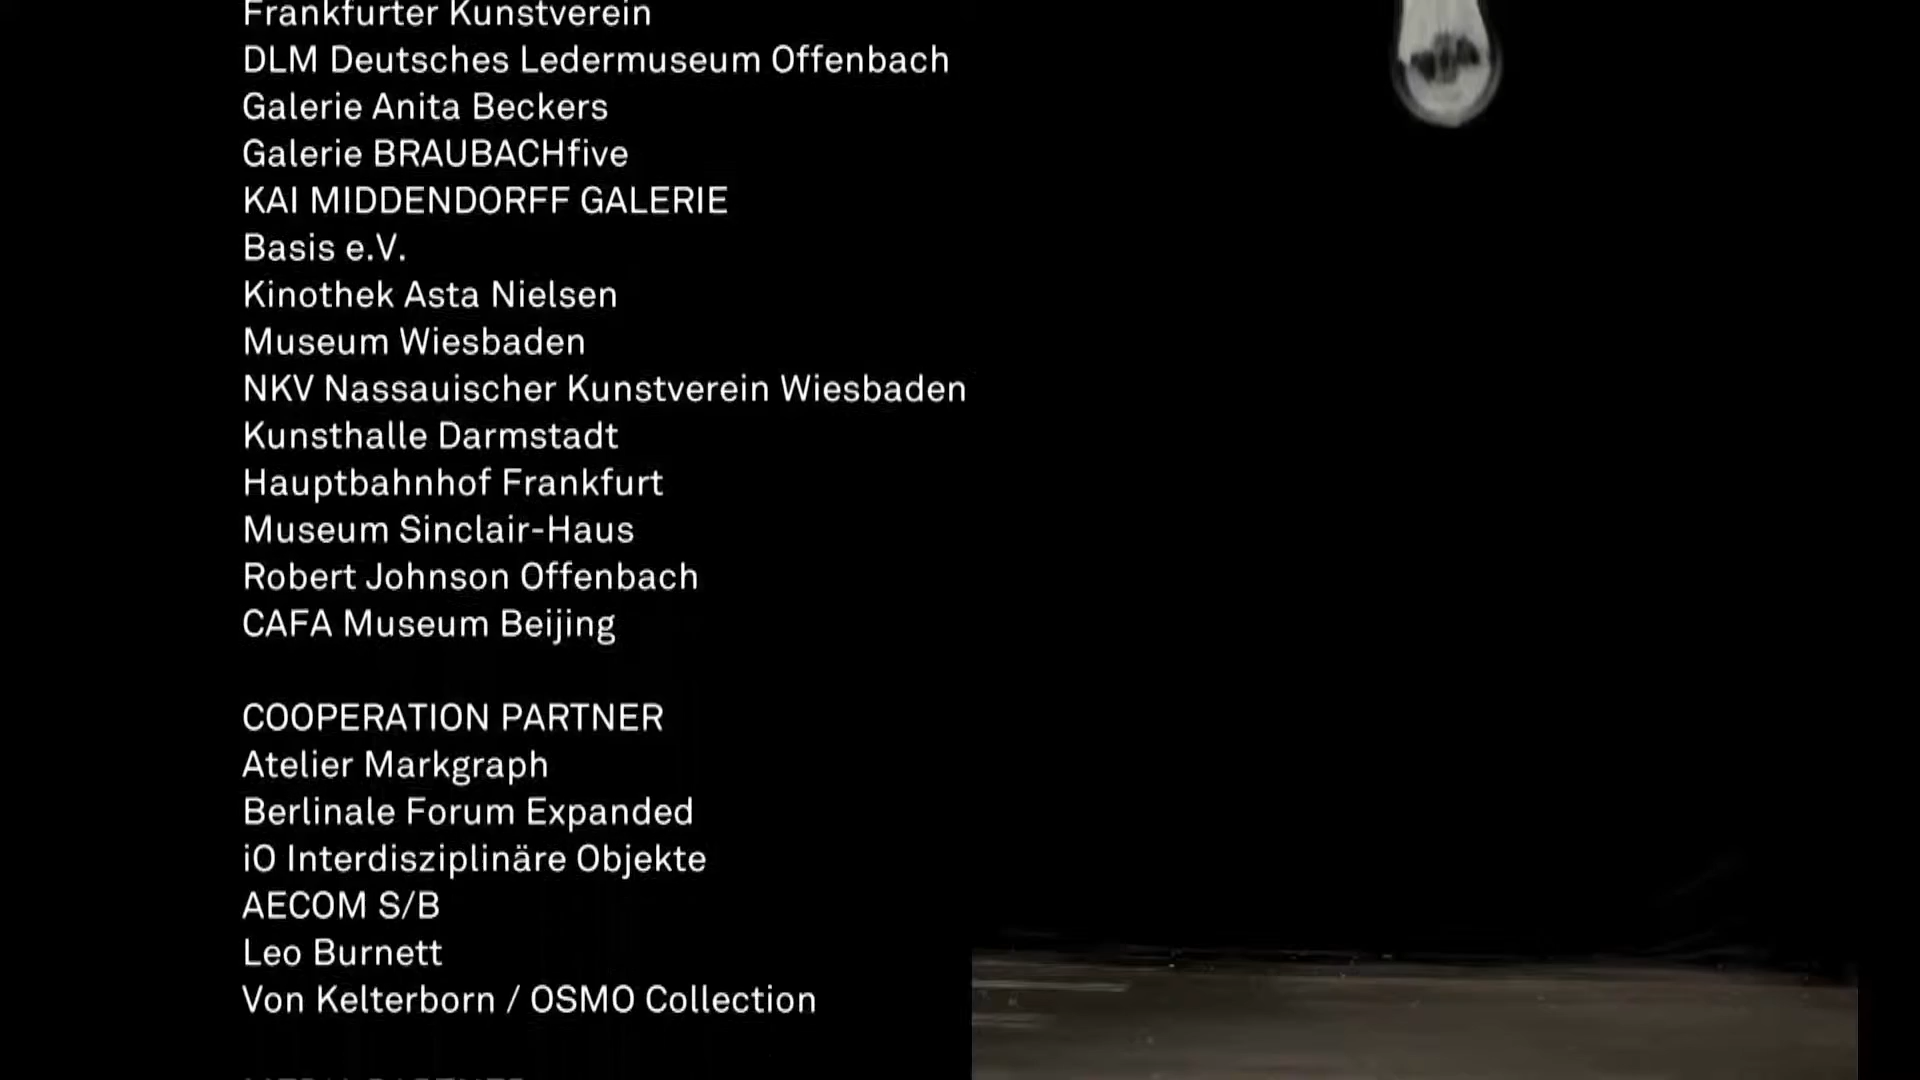 Frankfurter Kunstverein
DLM Deutsches Ledermuseum Offenbach
Galerie Anita Beckers
Galerie BRAUBACHfive
KAI MIDDENDORFF GALERIE
Basis e.V.
Kinothek Asta Nielsen
Museum Wiesbaden
NKV Nassauischer Kunstverein Wiesbaden
Kunsthalle Darmstadt
Hauptbahnhof Frankfurt
Museum Sinclair-Haus
Robert Johnson Offenbach
CAFA Museum Beijing
COOPERATION PARTNER
Atelier Markgraph
Berlinale Forum Expanded
iO Interdisziplinäre Objekte
AECOM S/B
Leo Burnett
Von Kelterborn / OSMO Collection